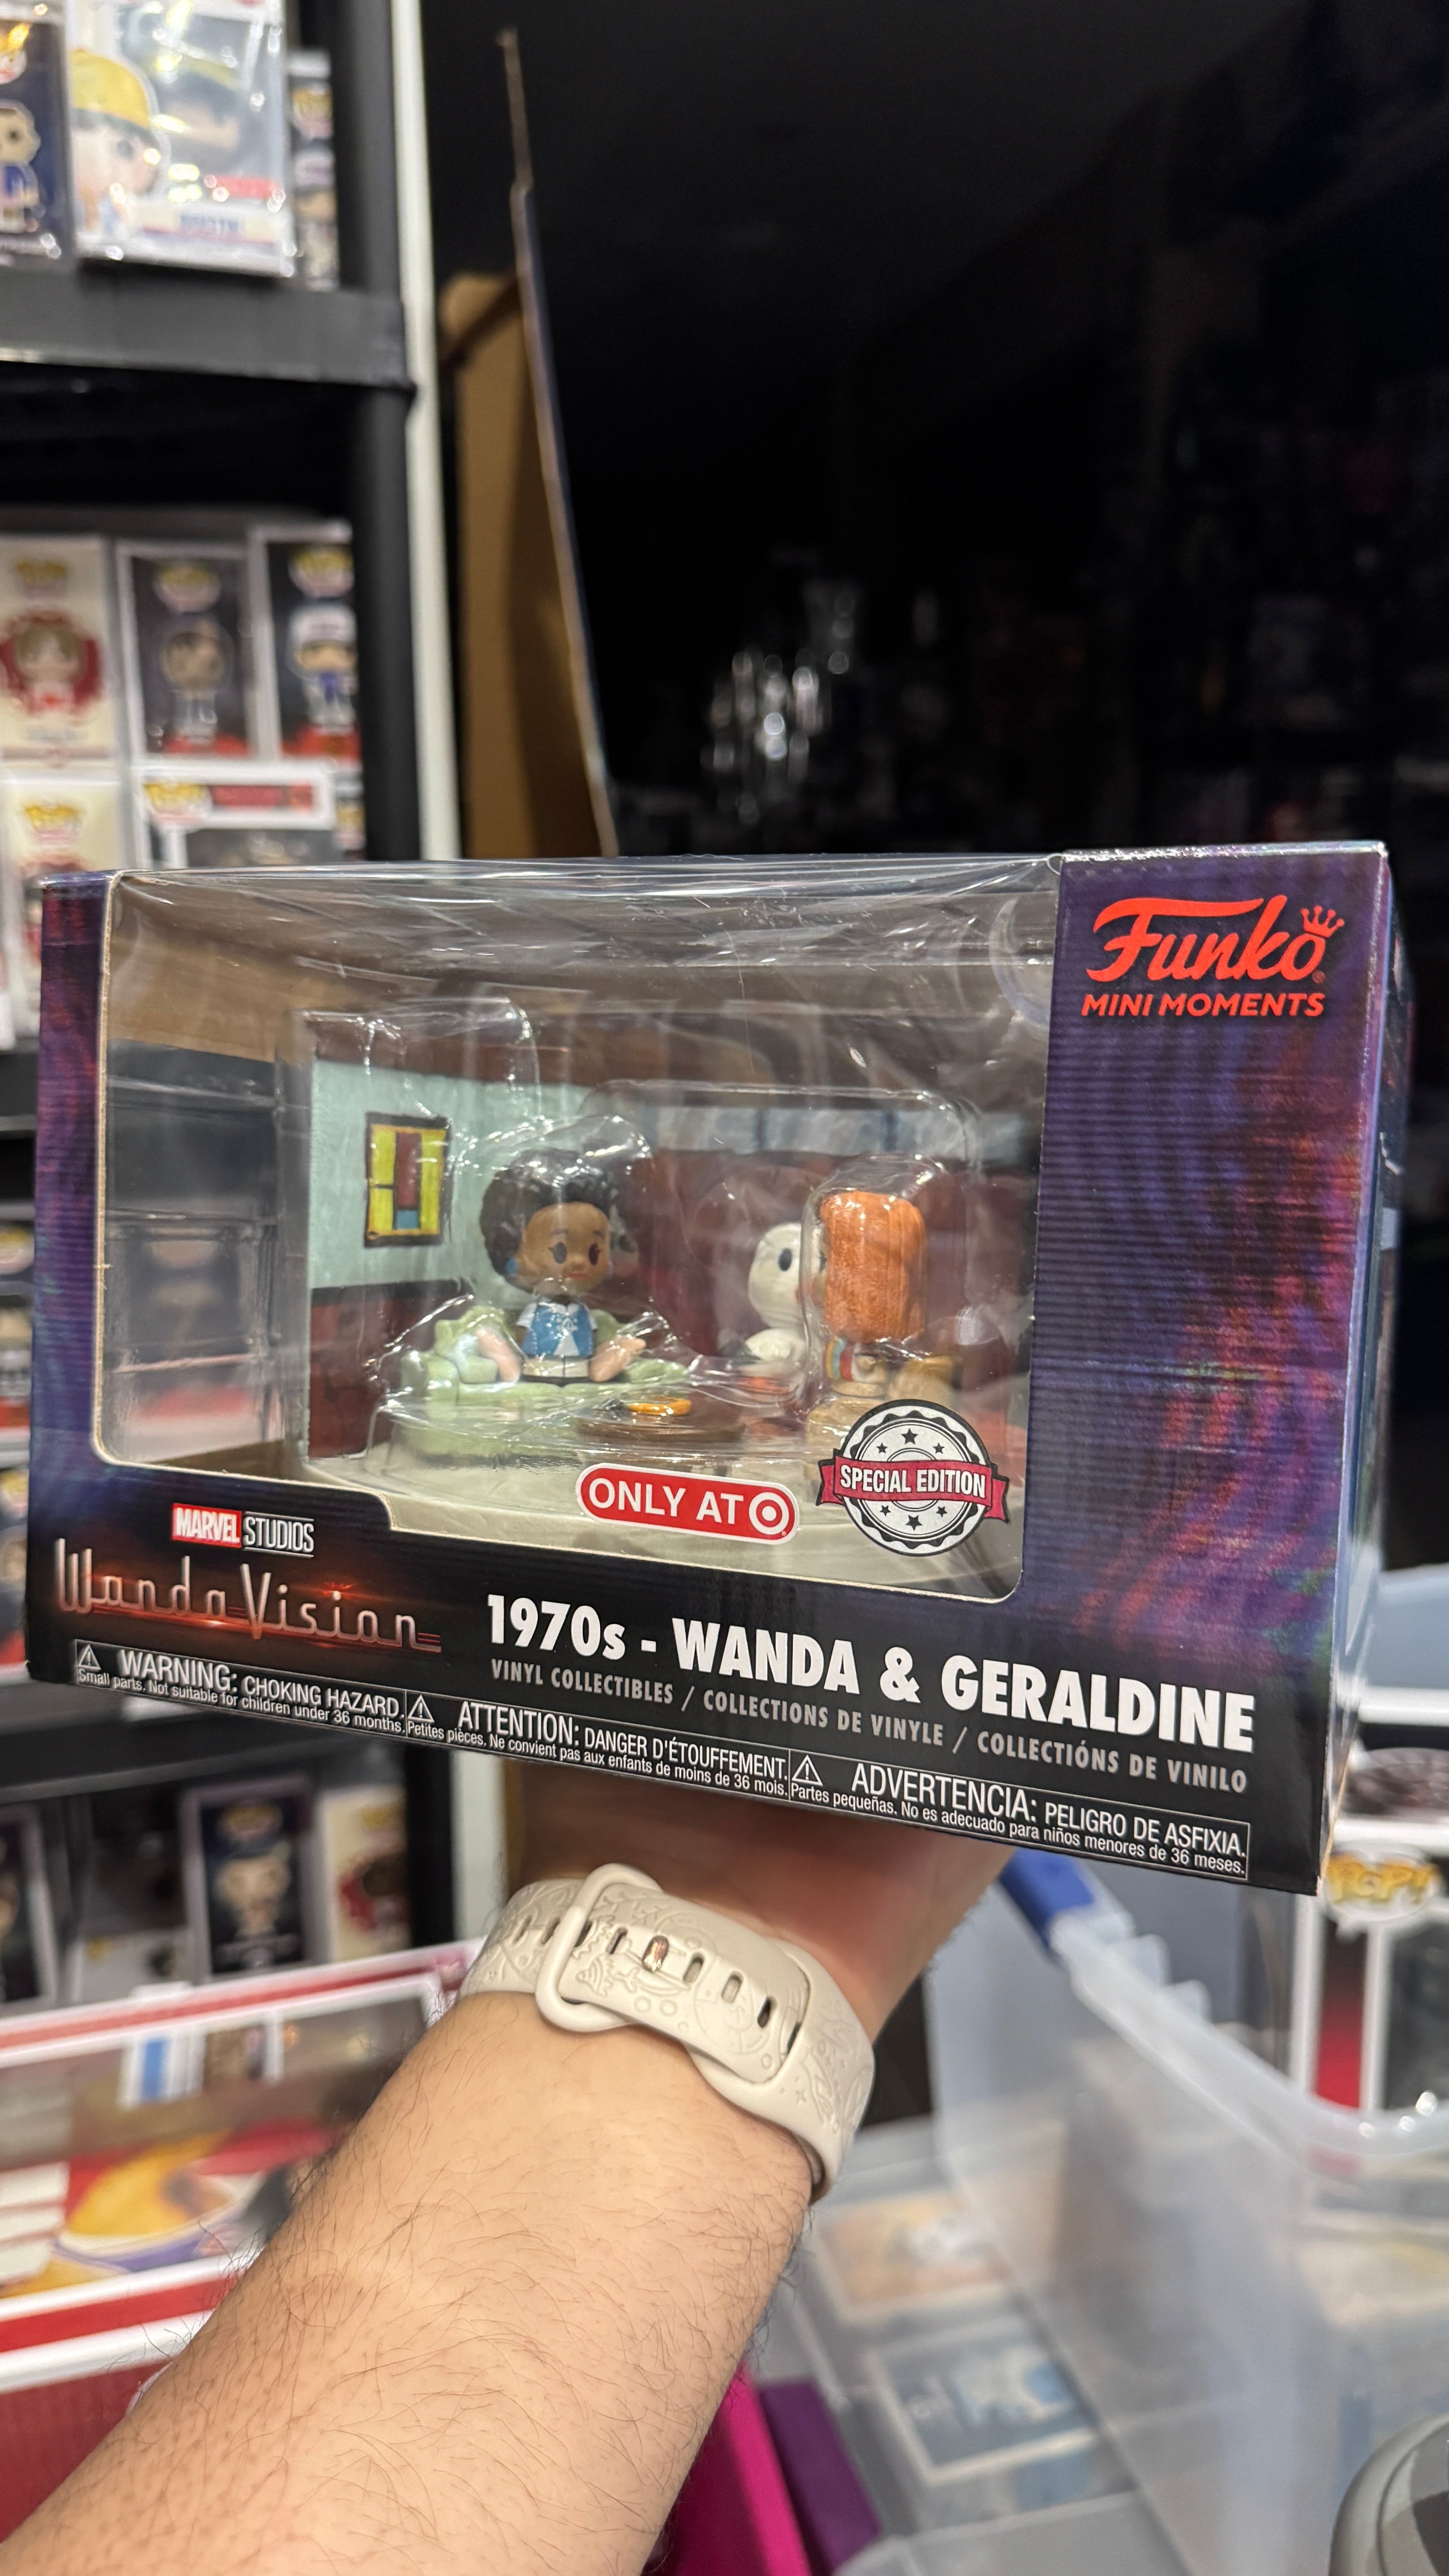 Funko
MINI MOMENTS
SPECIAL EDITION
ONLY AT
MARVEL STUDIOS
WandaVision
1970s - WANDA & GERALDINE
VINYL COLLECTIBLES / COLLECTIONS DE VINYLE / COLLECTIÓNS DE VINILO
WARNING: CHOKING HAZARD.
Small parts. Not suitable for children under 36 months.
ATTENTION: DANGER D'ÉTOUFFEMENT.
Petites pièces. Ne convient pas aux enfants de moins de 36 mois.
ADVERTENCIA: PELIGRO DE ASFIXIA.
Partes pequeñas. No es adecuado para niños menores de 36 meses.
POP!